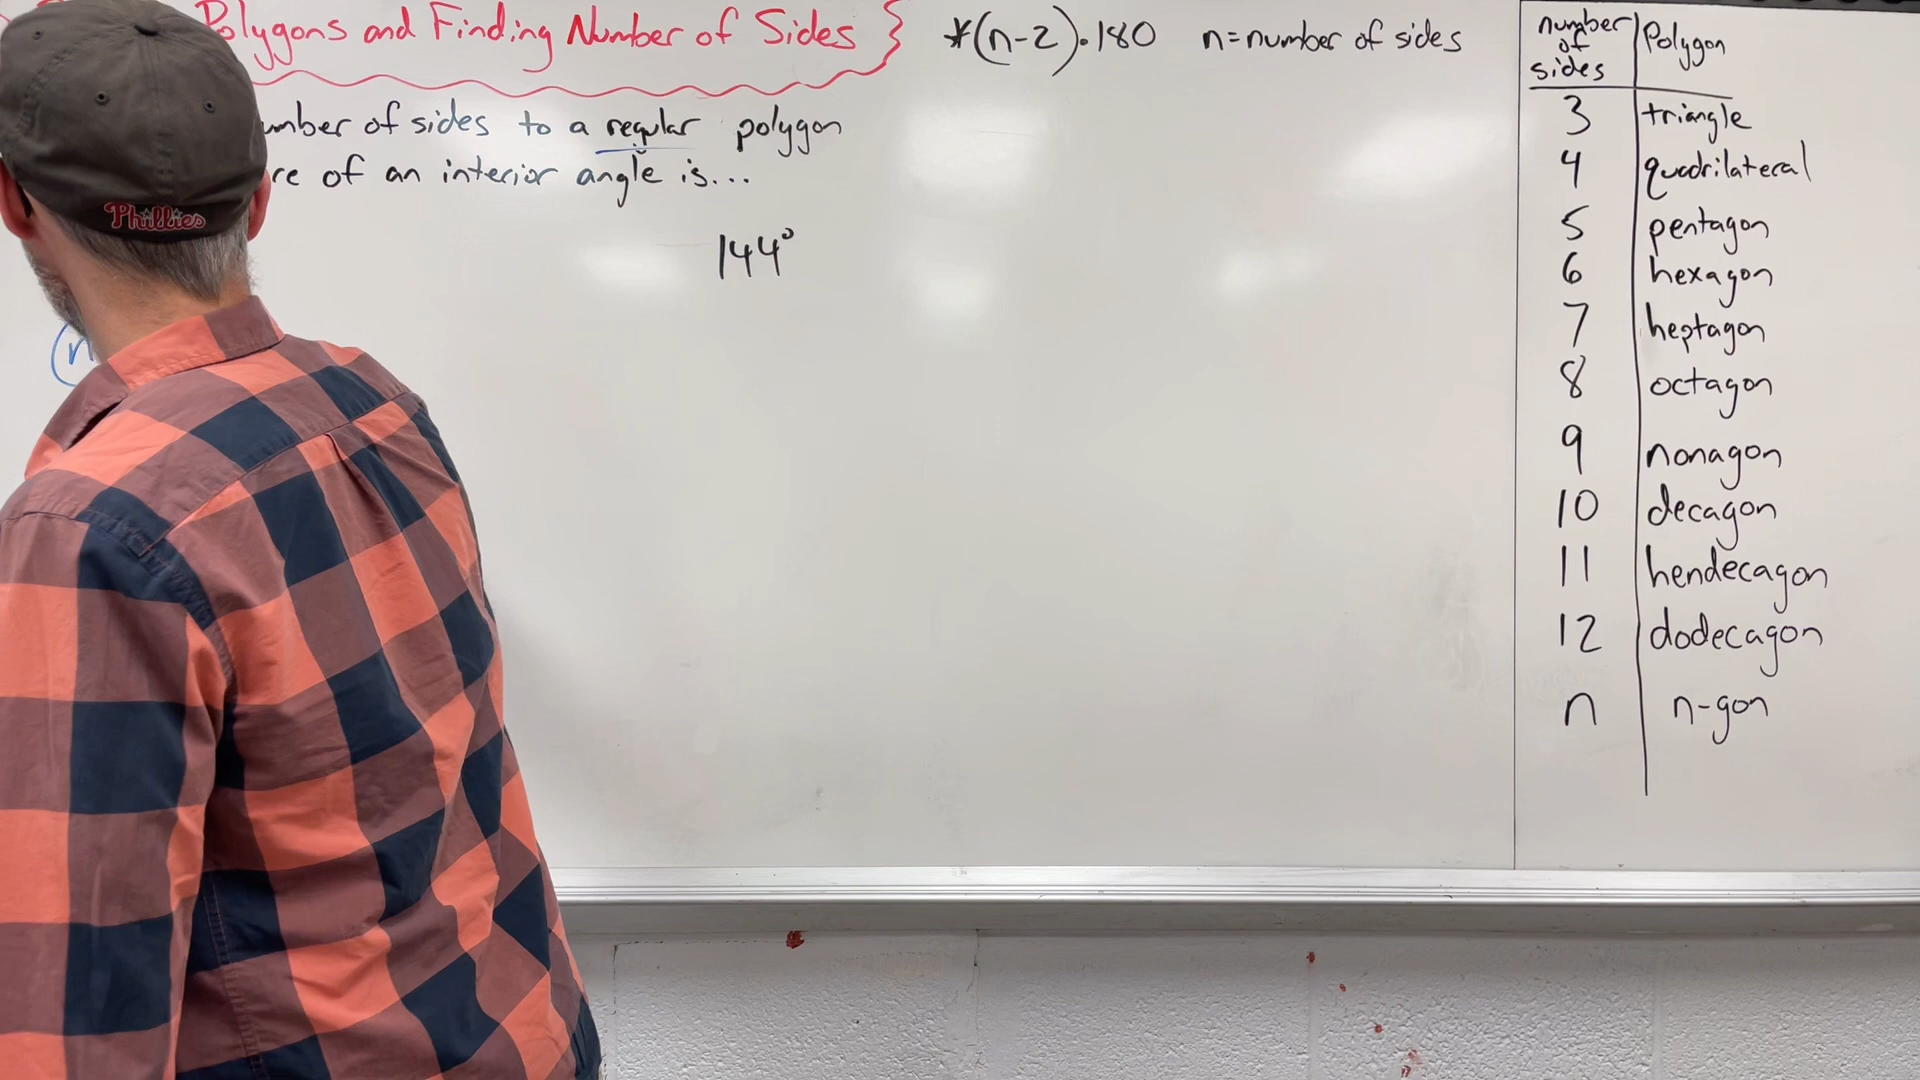 Polygons and Finding Number of Sides
*(n-2)·180 n=number of sides
umber of sides to a regular polygon
re of an interior angle is...
144°
(n
Phillies
number of sides Polygon
3 triangle
4 quadrilateral
5 pentagon
6 hexagon
7 heptagon
8 octagon
9 nonagon
10 decagon
11 hendecagon
12 dodecagon
n n-gon